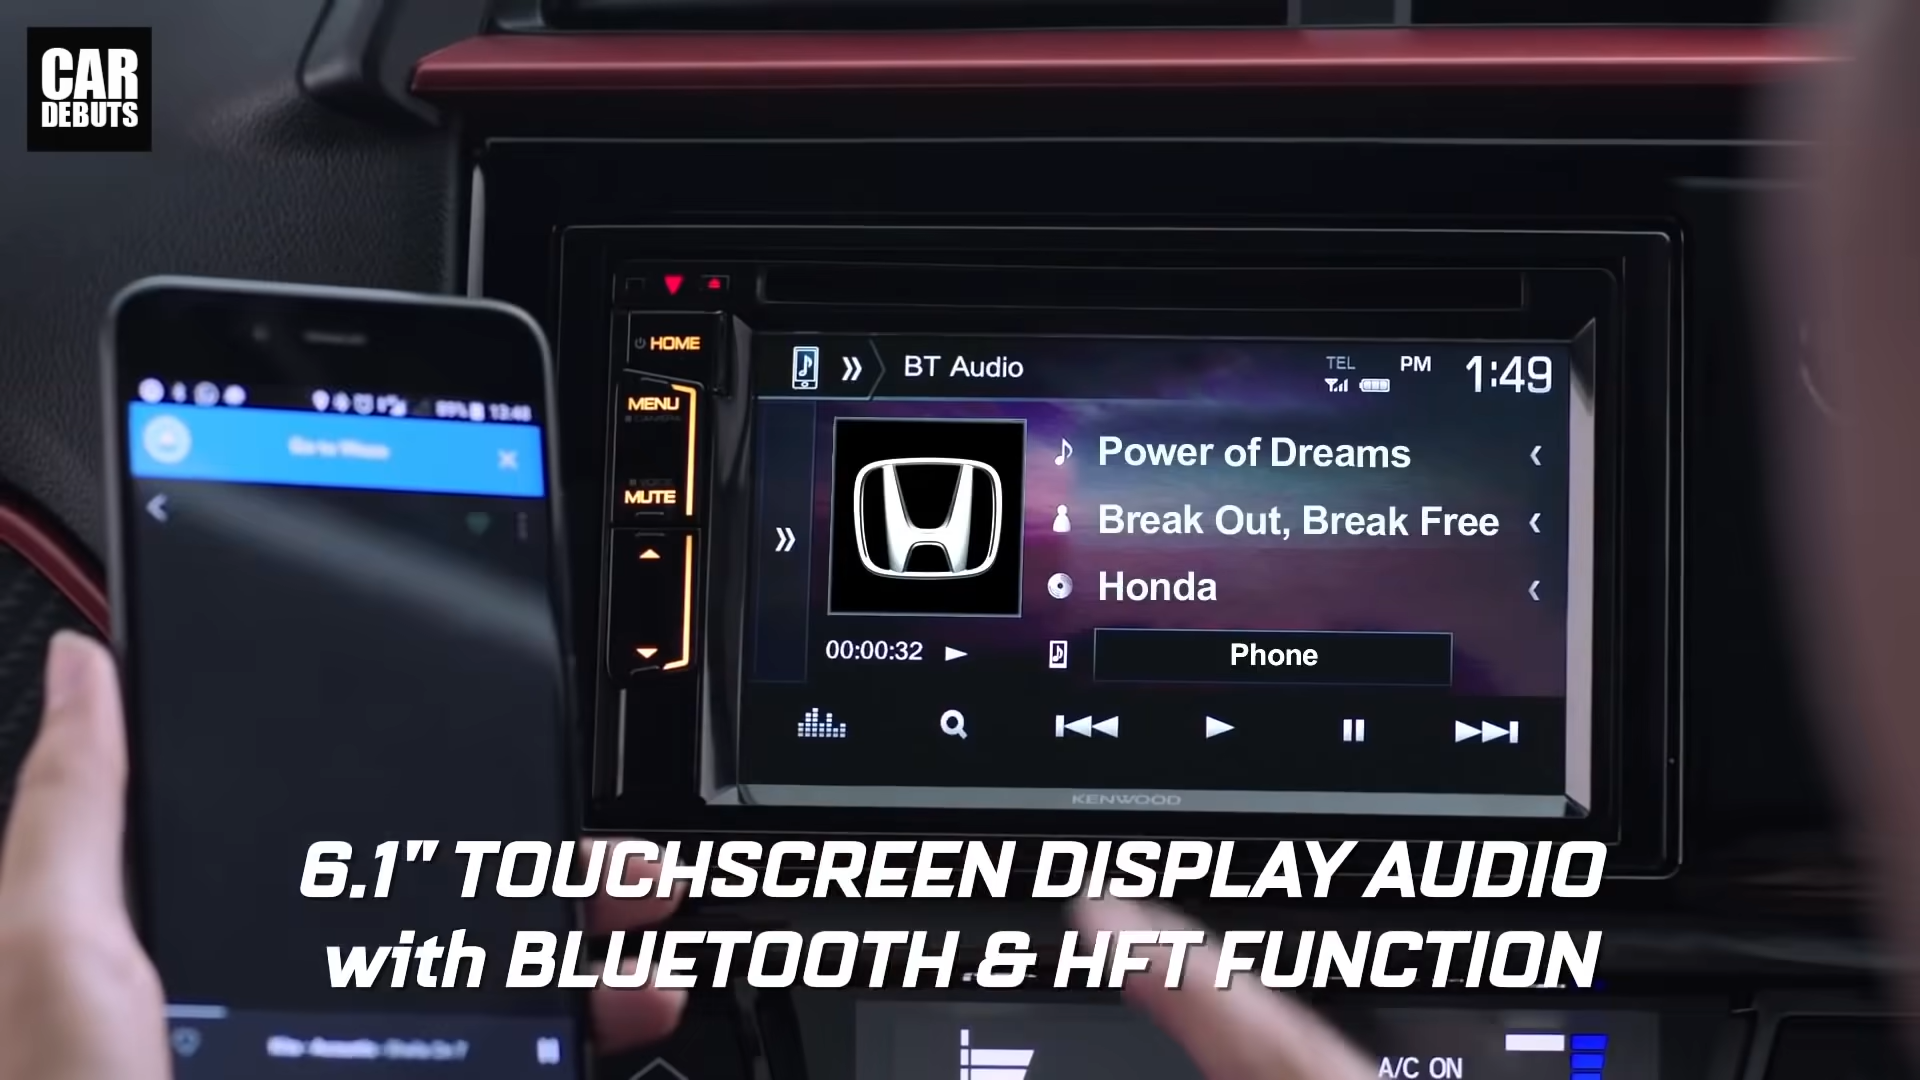 CAR
DEBUTS
HOME
MENU
MUTE
BT Audio
TEL
PM
1:49
Power of Dreams
Break Out, Break Free
Honda
00:00:32
Phone
KENWOOD
6.1" TOUCHSCREEN DISPLAY AUDIO
with BLUETOOTH & HFT FUNCTION
A/C ON